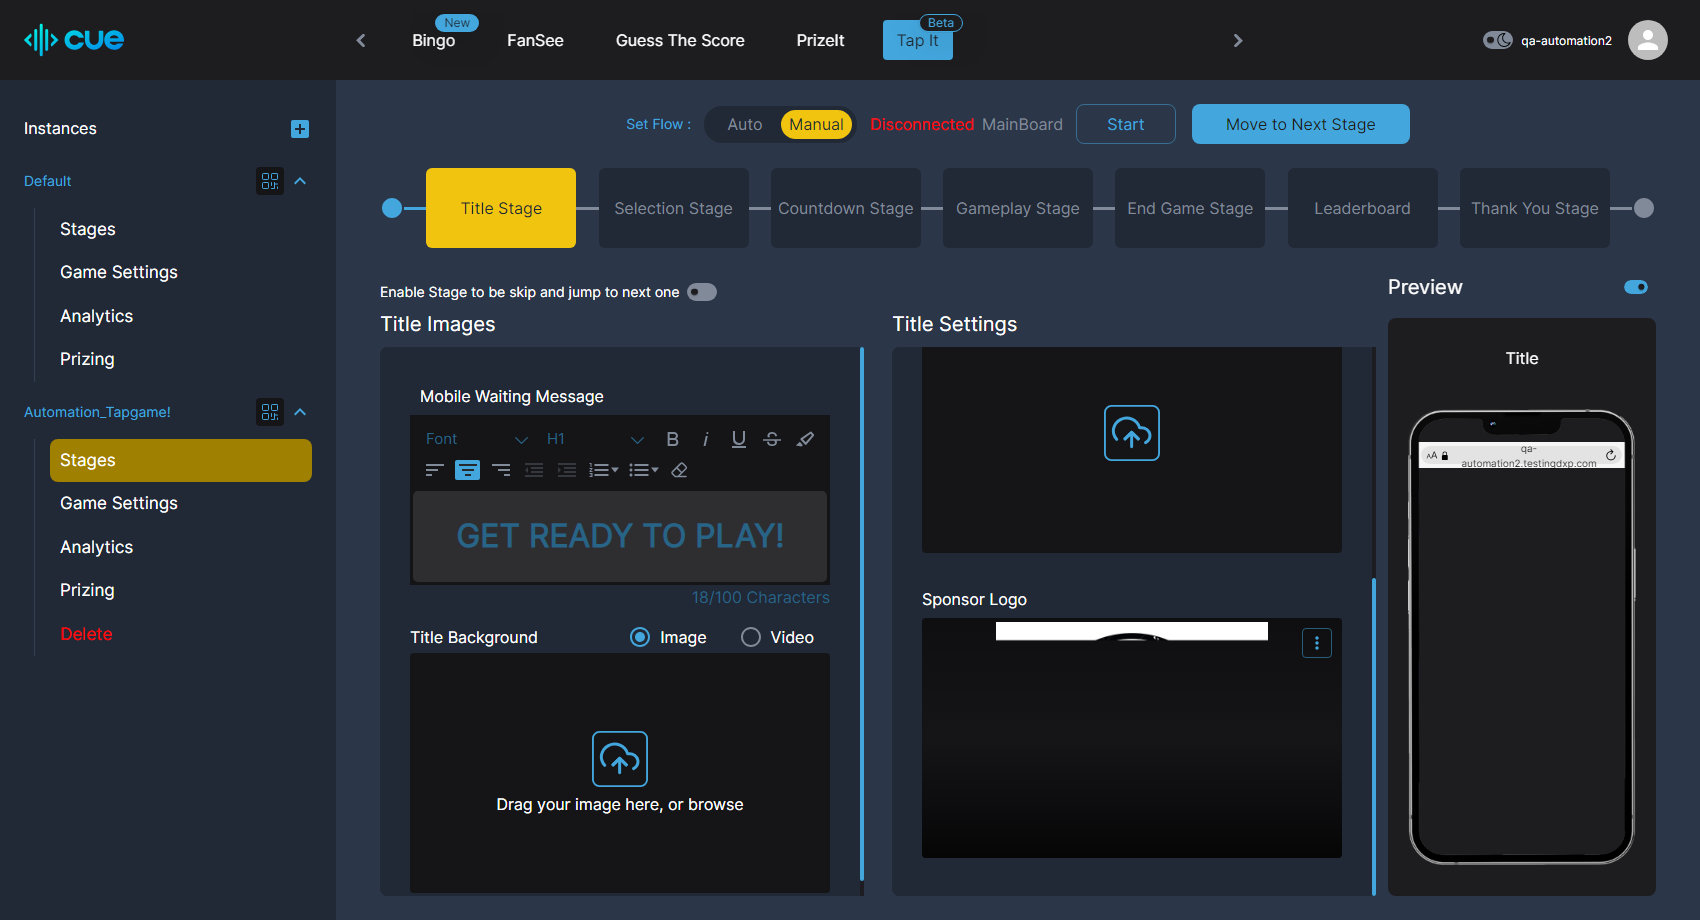 cue
Bingo
New
FanSee
Guess The Score
PrizeIt
Tap It
Beta
qa-automation2
Instances
Default
Stages
Game Settings
Analytics
Prizing
Automation_Tapgame!
Stages
Game Settings
Analytics
Prizing
Delete
Set Flow :
Auto
Manual
Disconnected MainBoard
Start
Move to Next Stage
Title Stage
Selection Stage
Countdown Stage
Gameplay Stage
End Game Stage
Leaderboard
Thank You Stage
Enable Stage to be skip and jump to next one
Title Images
Mobile Waiting Message
Font
H1
B
i
U
S
GET READY TO PLAY!
18/100 Characters
Title Background
Image
Video
Drag your image here, or browse
Title Settings
Sponsor Logo
Preview
Title
AA
qa-
automation2.testingdxp.com